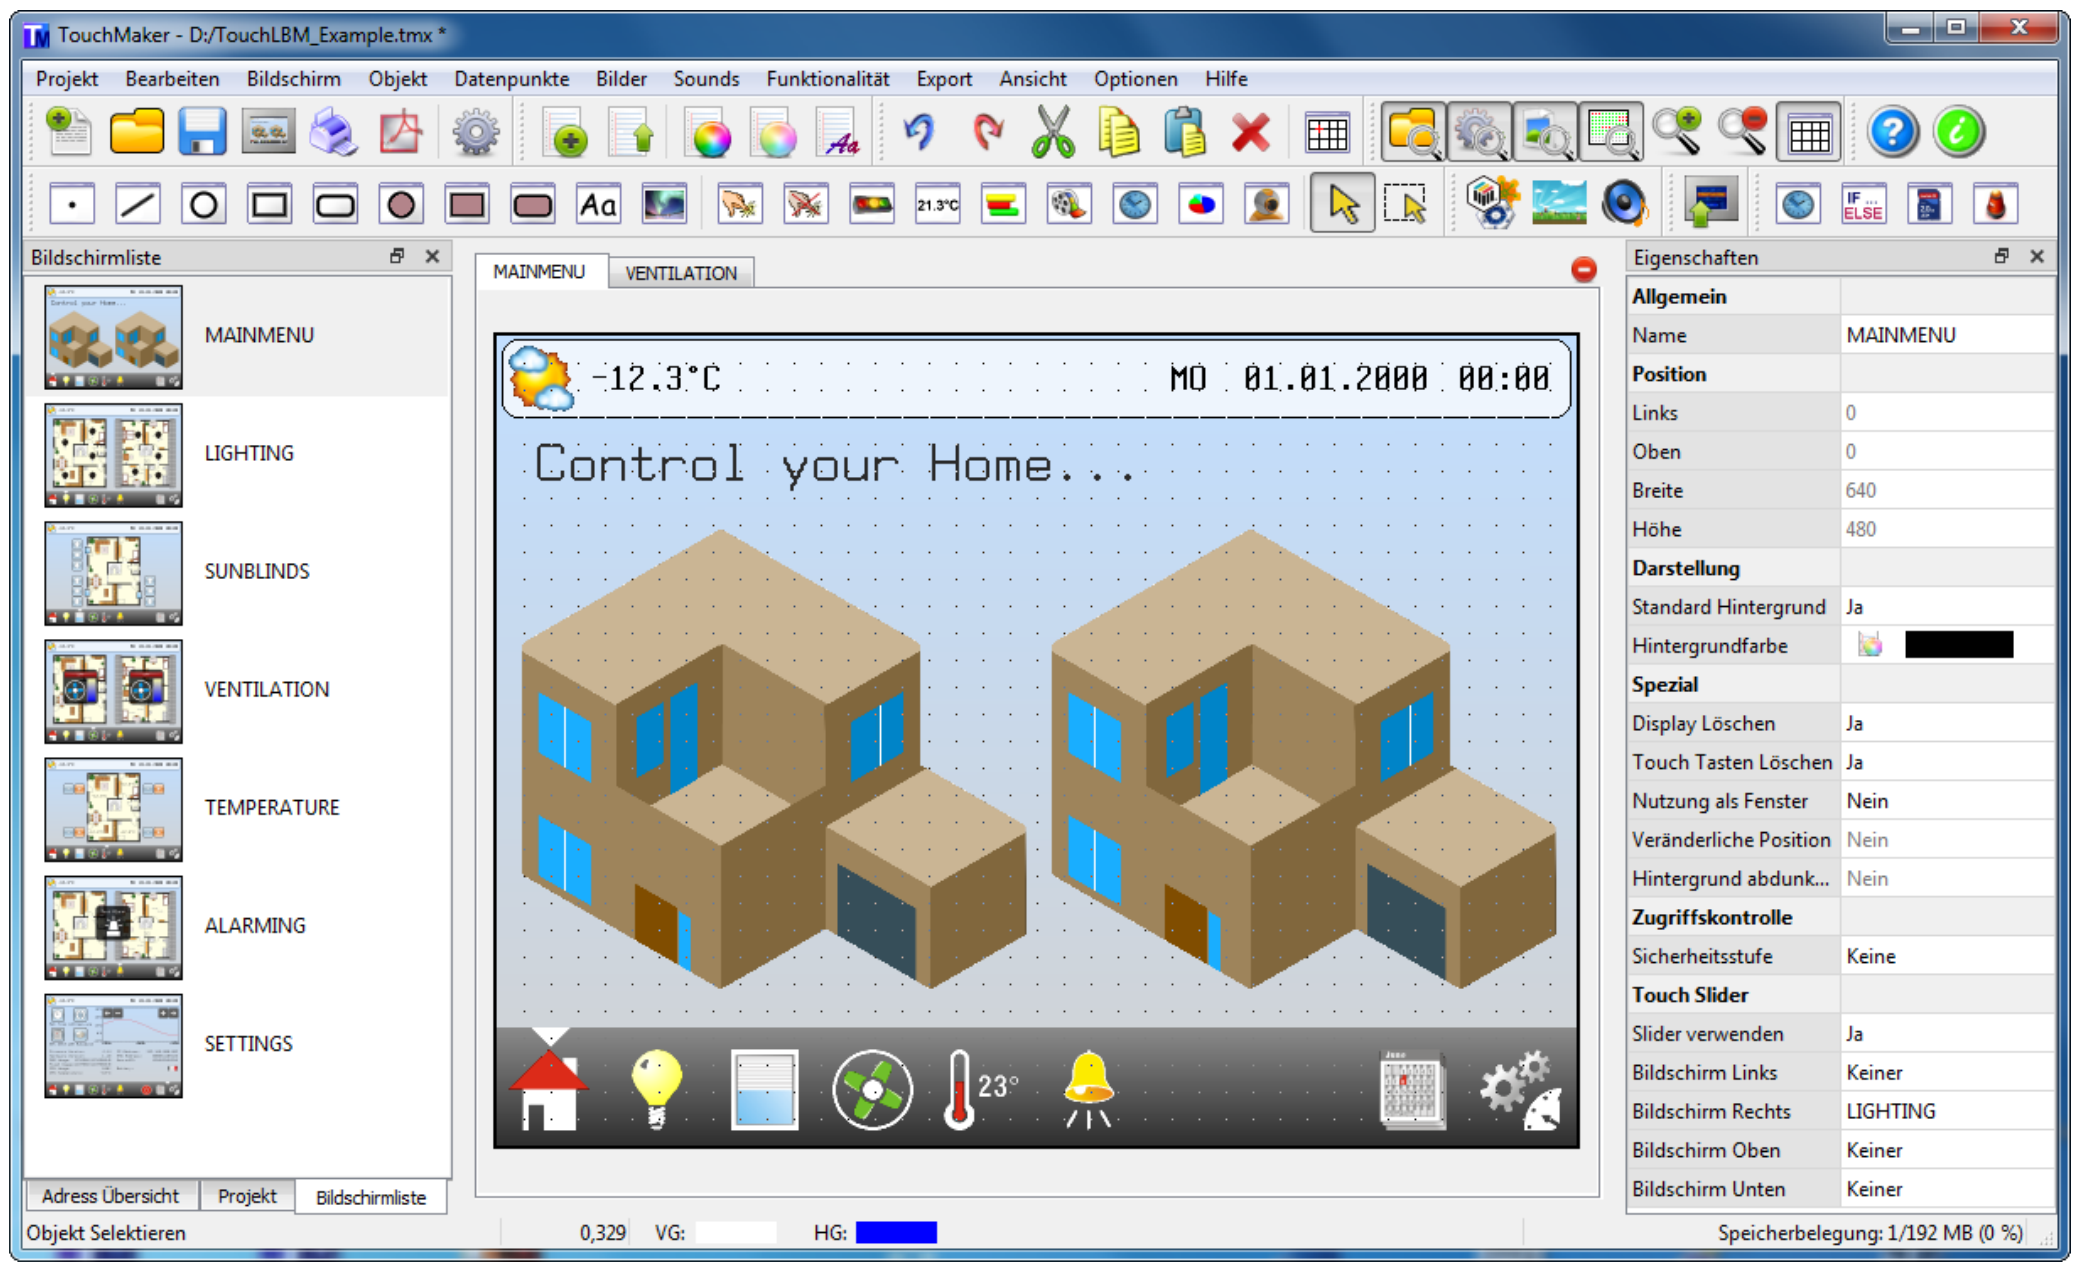 TM TouchMaker - D:/TouchLBM_Example.tmx *
Projekt Bearbeiten Bildschirm Objekt Datenpunkte Bilder Sounds Funktionalität Export Ansicht Optionen Hilfe
Aa
Aa 21.3°C IF ... ELSE
Bildschirmliste
MAINMENU
LIGHTING
SUNBLINDS
VENTILATION
TEMPERATURE
ALARMING
SETTINGS
Adress Übersicht Projekt Bildschirmliste
MAINMENU VENTILATION
-12.3°C MO 01.01.2000 00:00
Control your Home...
23°
June
Eigenschaften
Allgemein
Name MAINMENU
Position
Links 0
Oben 0
Breite 640
Höhe 480
Darstellung
Standard Hintergrund Ja
Hintergrundfarbe
Spezial
Display Löschen Ja
Touch Tasten Löschen Ja
Nutzung als Fenster Nein
Veränderliche Position Nein
Hintergrund abdunk... Nein
Zugriffskontrolle
Sicherheitsstufe Keine
Touch Slider
Slider verwenden Ja
Bildschirm Links Keiner
Bildschirm Rechts LIGHTING
Bildschirm Oben Keiner
Bildschirm Unten Keiner
Objekt Selektieren 0,329 VG: HG: Speicherbelegung: 1/192 MB (0 %)